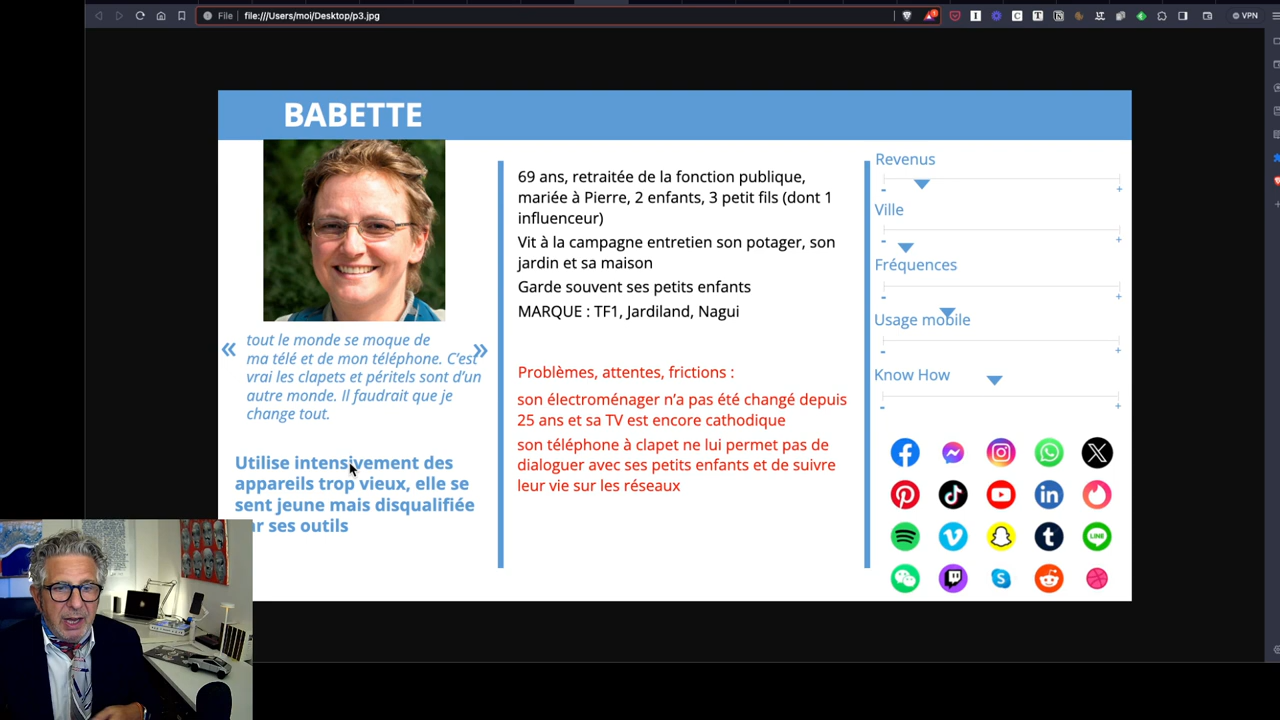 File
file:///Users/moi/Desktop/p3.jpg
VPN
BABETTE
« tout le monde se moque de
ma télé et de mon téléphone. C'est »
vrai les clapets et péritels sont d'un
autre monde. Il faudrait que je
change tout.
Utilise intensivement des
appareils trop vieux, elle se
sent jeune mais disqualifiée
ses outils
69 ans, retraitée de la fonction publique,
mariée à Pierre, 2 enfants, 3 petit fils (dont 1
influenceur)
Vit à la campagne entretien son potager, son
jardin et sa maison
Garde souvent ses petits enfants
MARQUE : TF1, Jardiland, Nagui
Problèmes, attentes, frictions :
son électroménager n'a pas été changé depuis
25 ans et sa TV est encore cathodique
son téléphone à clapet ne lui permet pas de
dialoguer avec ses petits enfants et de suivre
leur vie sur les réseaux
Revenus
- +
Ville
- +
Fréquences
- +
Usage mobile
- +
Know How
- +
LINE